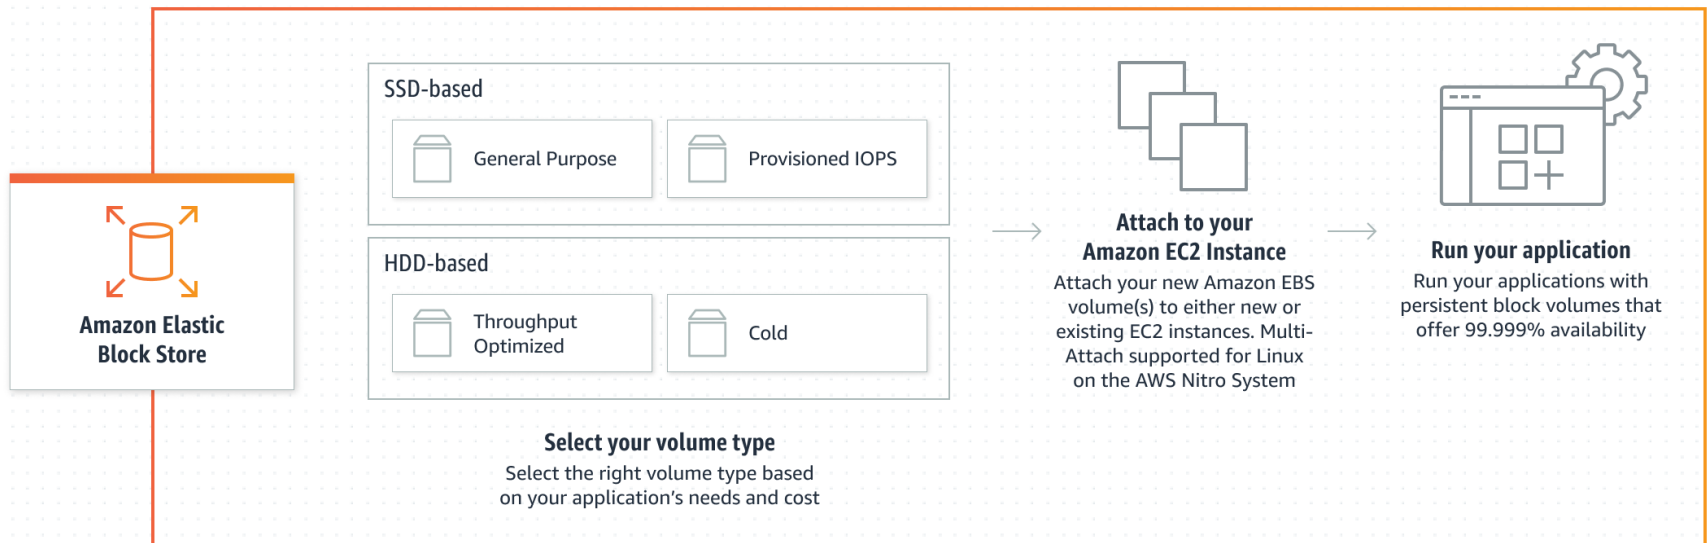 Amazon Elastic
Block Store
SSD-based
General Purpose
Provisioned IOPS
HDD-based
Throughput
Optimized
Cold
Select your volume type
Select the right volume type based
on your application’s needs and cost
Attach to your
Amazon EC2 Instance
Attach your new Amazon EBS
volume(s) to either new or
existing EC2 instances. Multi-
Attach supported for Linux
on the AWS Nitro System
Run your application
Run your applications with
persistent block volumes that
offer 99.999% availability